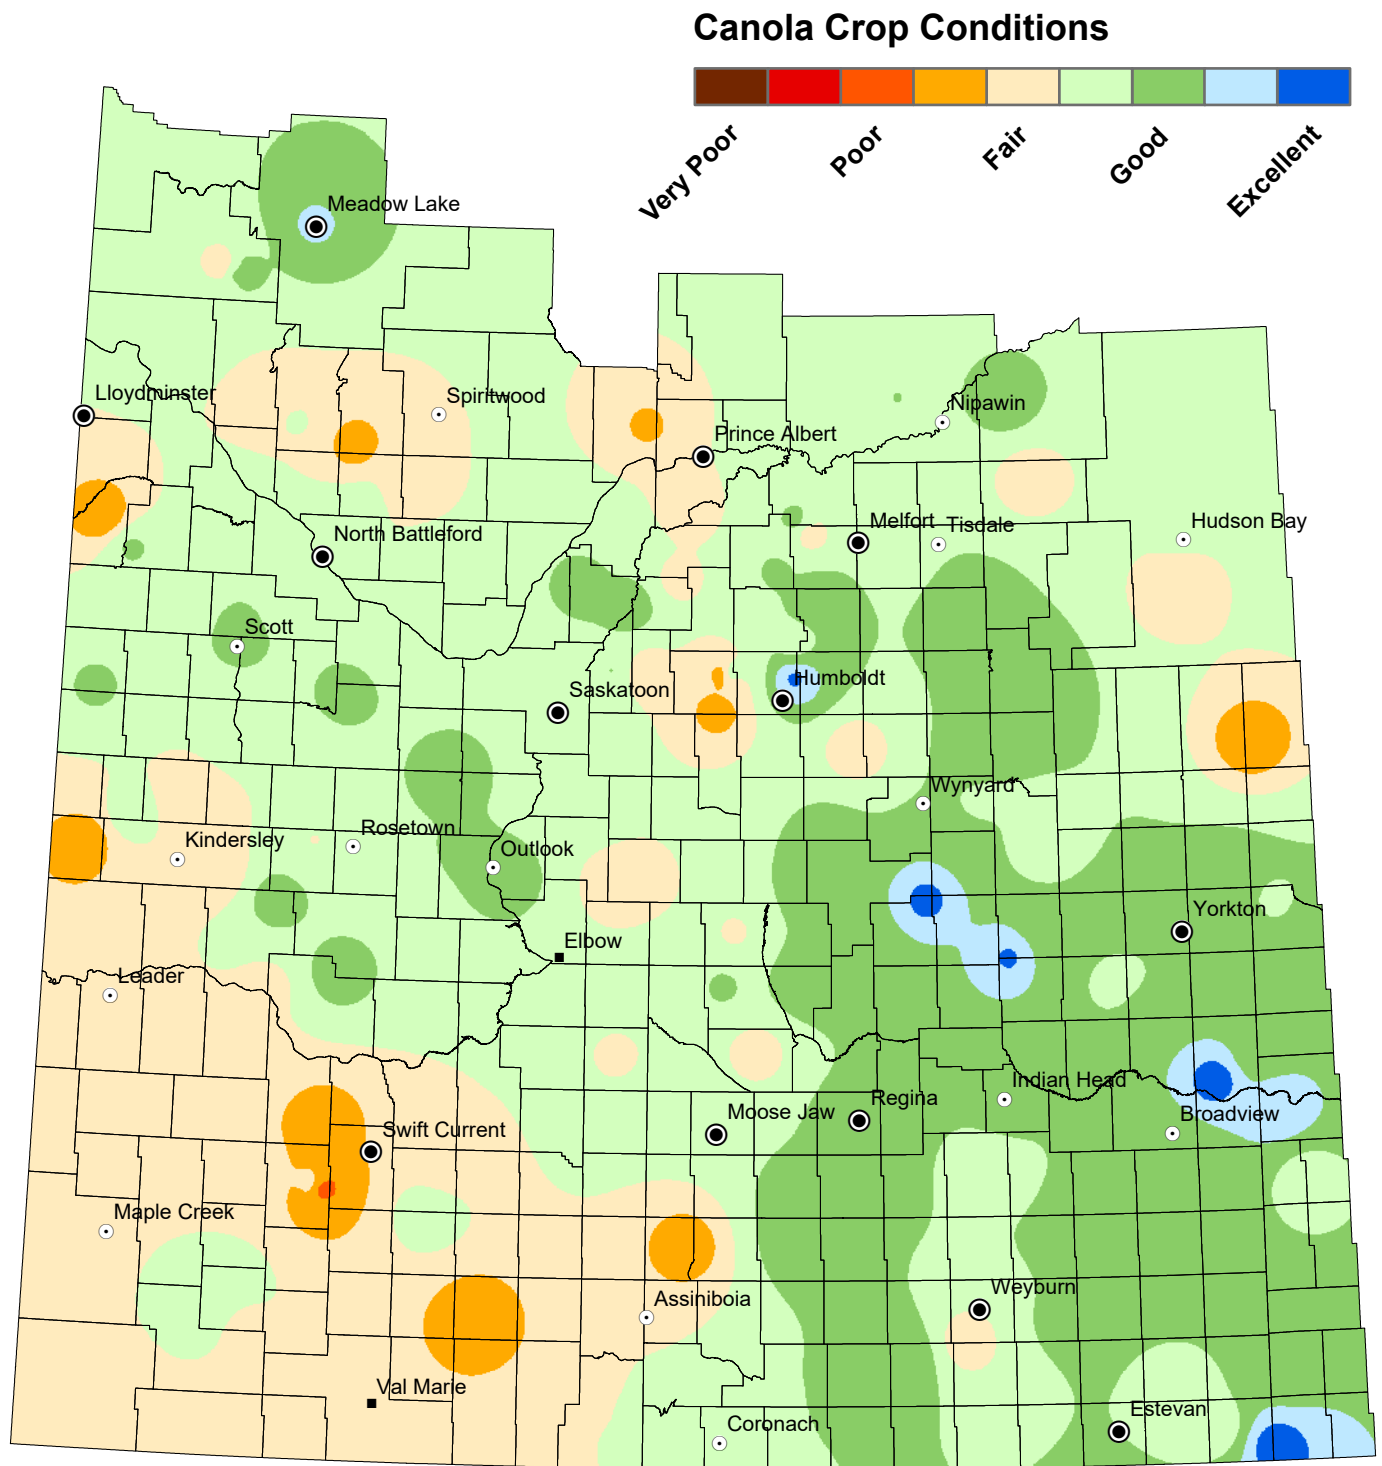 Canola Crop Conditions
Very Poor
Poor
Fair
Good
Excellent
Meadow Lake
Lloydminster
Spiritwood
Nipawin
Prince Albert
North Battleford
Melfort
Tisdale
Hudson Bay
Scott
Saskatoon
Humboldt
Wynyard
Kindersley
Rosetown
Outlook
Yorkton
Elbow
Leader
Indian Head
Regina
Moose Jaw
Broadview
Swift Current
Maple Creek
Weyburn
Assiniboia
Val Marie
Estevan
Coronach